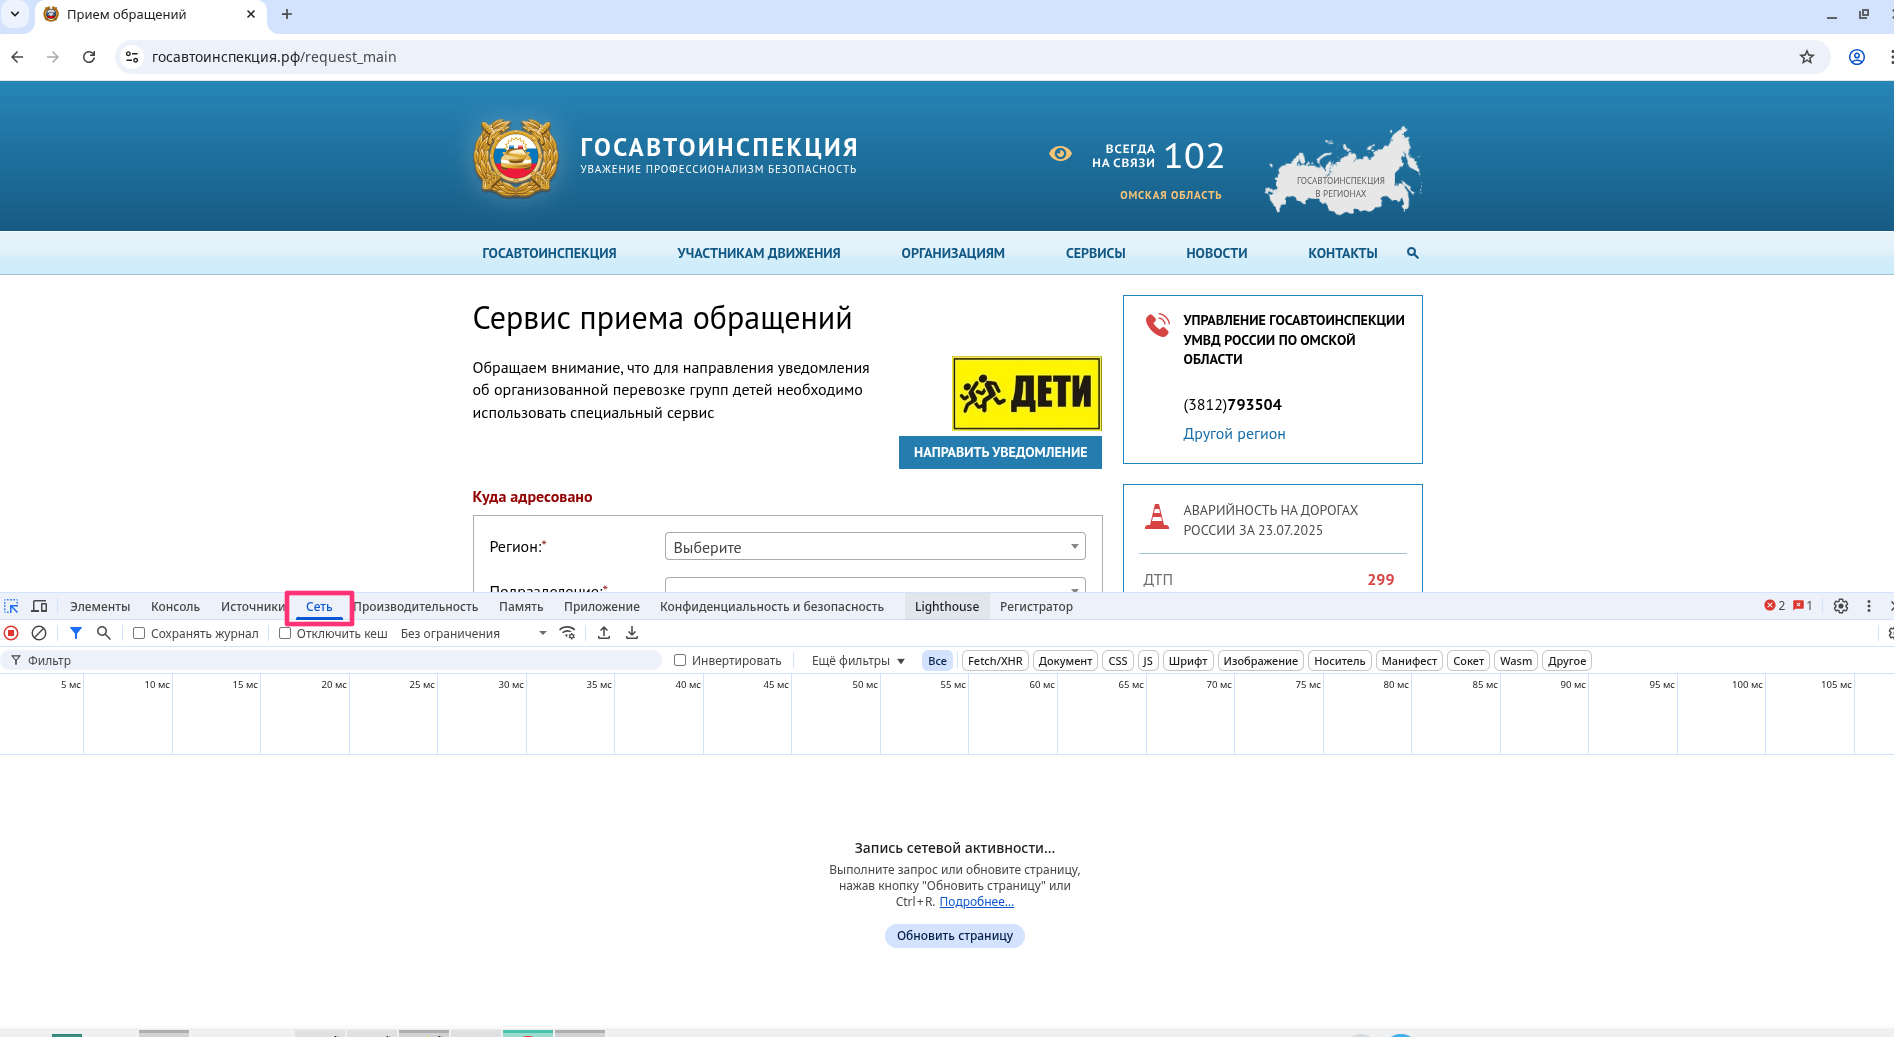 Прием обращений
госавтоинспекция.рф/request_main
ГОСАВТОИНСПЕКЦИЯ
УВАЖЕНИЕ ПРОФЕССИОНАЛИЗМ БЕЗОПАСНОСТЬ
ВСЕГДА
НА СВЯЗИ 102
ОМСКАЯ ОБЛАСТЬ
ГОСАВТОИНСПЕКЦИЯ
В РЕГИОНАХ
ГОСАВТОИНСПЕКЦИЯ УЧАСТНИКАМ ДВИЖЕНИЯ ОРГАНИЗАЦИЯМ СЕРВИСЫ НОВОСТИ КОНТАКТЫ
Сервис приема обращений
Обращаем внимание, что для направления уведомления
об организованной перевозке групп детей необходимо
использовать специальный сервис
ДЕТИ
НАПРАВИТЬ УВЕДОМЛЕНИЕ
Куда адресовано
Регион:* Выберите
Подразделение:*
УПРАВЛЕНИЕ ГОСАВТОИНСПЕКЦИИ
УМВД РОССИИ ПО ОМСКОЙ
ОБЛАСТИ
(3812)793504
Другой регион
АВАРИЙНОСТЬ НА ДОРОГАХ
РОССИИ ЗА 23.07.2025
ДТП 299
Элементы Консоль Источники Сеть Производительность Память Приложение Конфиденциальность и безопасность Lighthouse Регистратор 2 1
Сохранять журнал Отключить кеш Без ограничения
Фильтр Инвертировать Ещё фильтры Все Fetch/XHR Документ CSS JS Шрифт Изображение Носитель Манифест Сокет Wasm Другое
5 мс 10 мс 15 мс 20 мс 25 мс 30 мс 35 мс 40 мс 45 мс 50 мс 55 мс 60 мс 65 мс 70 мс 75 мс 80 мс 85 мс 90 мс 95 мс 100 мс 105 мс
Запись сетевой активности...
Выполните запрос или обновите страницу,
нажав кнопку "Обновить страницу" или
Ctrl+R. Подробнее...
Обновить страницу